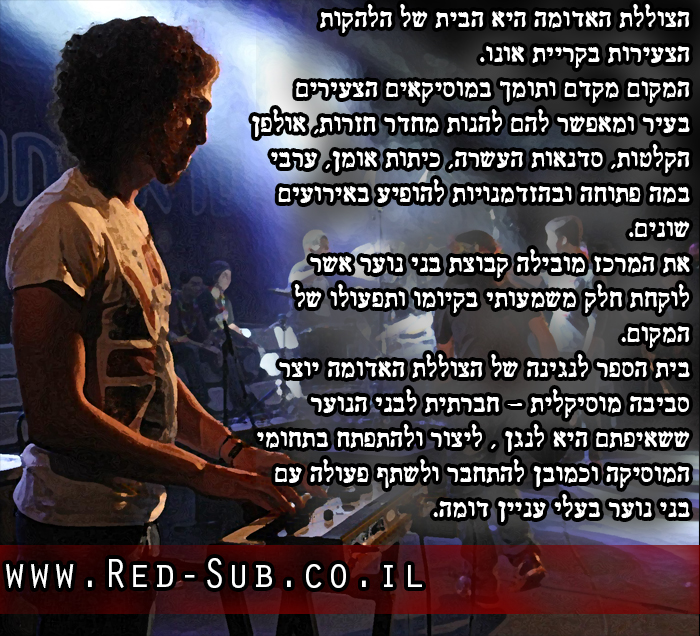 הצוללת האדומה היא הבית של הלהקות
הצעירות בקריית אונו.
המקום מקדם ותומך במוסיקאים הצעירים
בעיר ומאפשר להם להנות מחדר חזרות, אולפן
הקלטות, סדנאות העשרה, כיתות אומן, ערבי
במה פתוחה ובהזדמנויות להופיע באירועים
שונים.
את המרכז מובילה קבוצת בני נוער אשר
לוקחת חלק משמעותי בקיומו ותפעולו של
המקום.
בית הספר לנגינה של הצוללת האדומה יוצר
סביבה מוסיקלית – חברתית לבני הנוער
ששאיפתם היא לנגן , ליצור ולהתפתח בתחומי
המוסיקה וכמובן להתחבר ולשתף פעולה עם
בני נוער בעלי עניין דומה.
www.Red-Sub.co.il